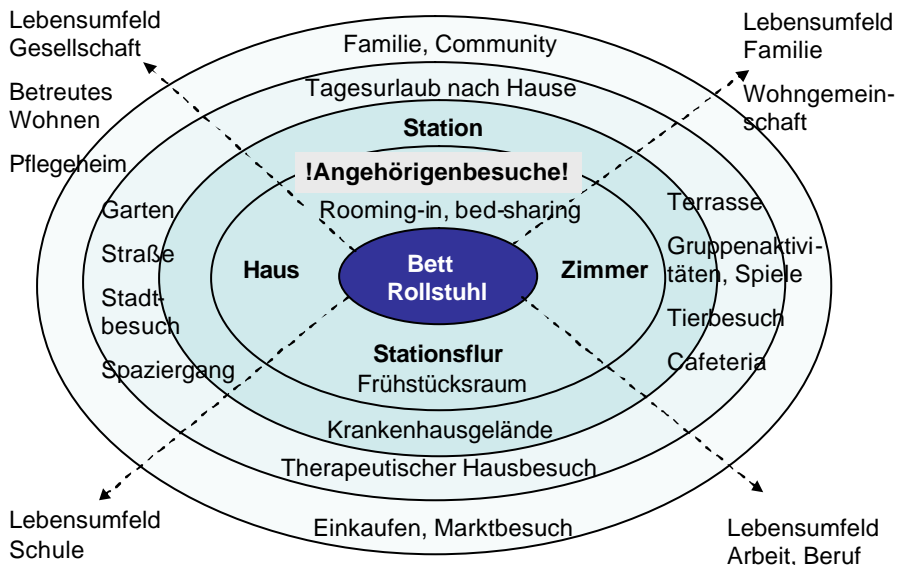 Lebensumfeld
Gesellschaft
Betreutes
Wohnen
Pflegeheim
Lebensumfeld
Familie
Wohngemein-
schaft
Familie, Community
Tagesurlaub nach Hause
Station
!Angehörigenbesuche!
Rooming-in, bed-sharing
Garten
Straße
Stadt-
besuch
Spaziergang
Haus
Bett
Rollstuhl
Zimmer
Terrasse
Gruppenaktivi-
täten, Spiele
Tierbesuch
Cafeteria
Stationsflur
Frühstücksraum
Krankenhausgelände
Therapeutischer Hausbesuch
Einkaufen, Marktbesuch
Lebensumfeld
Schule
Lebensumfeld
Arbeit, Beruf